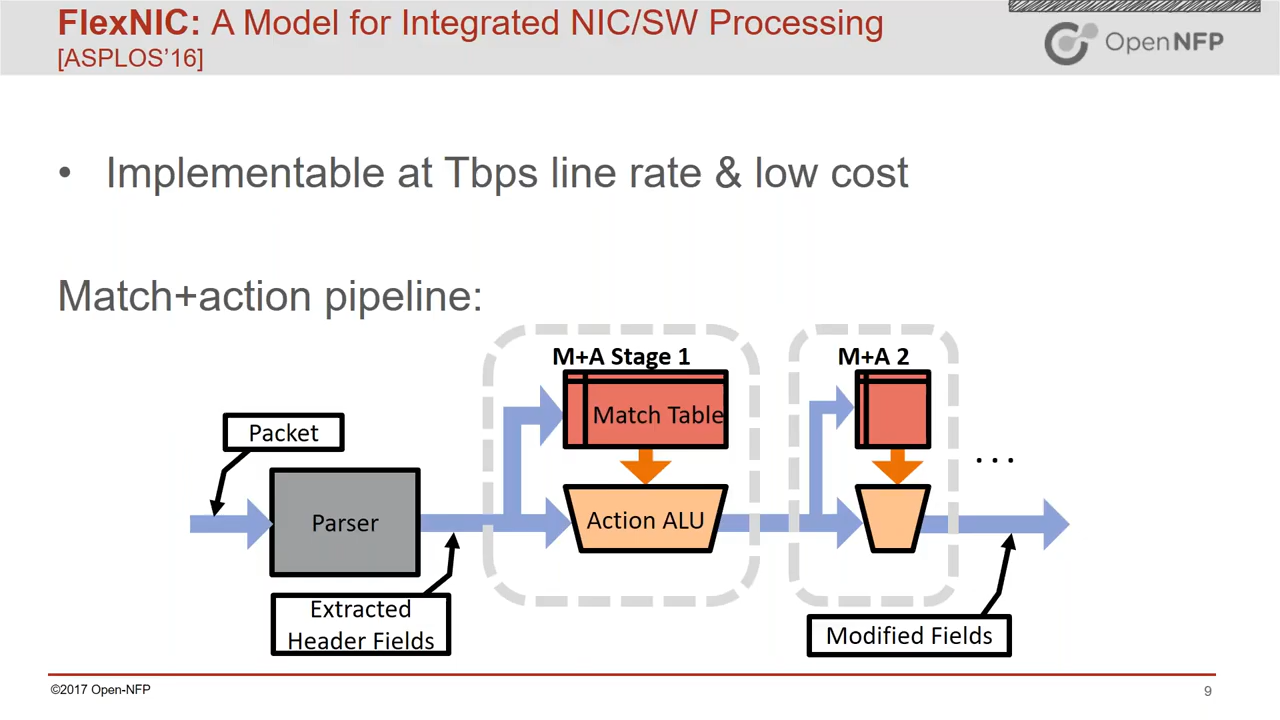 FlexNIC: A Model for Integrated NIC/SW Processing
[ASPLOS'16]
OpenNFP
• Implementable at Tbps line rate & low cost
Match+action pipeline:
M+A Stage 1
M+A 2
Match Table
Packet
. . .
Parser
Action ALU
Extracted
Header Fields
Modified Fields
©2017 Open-NFP
9